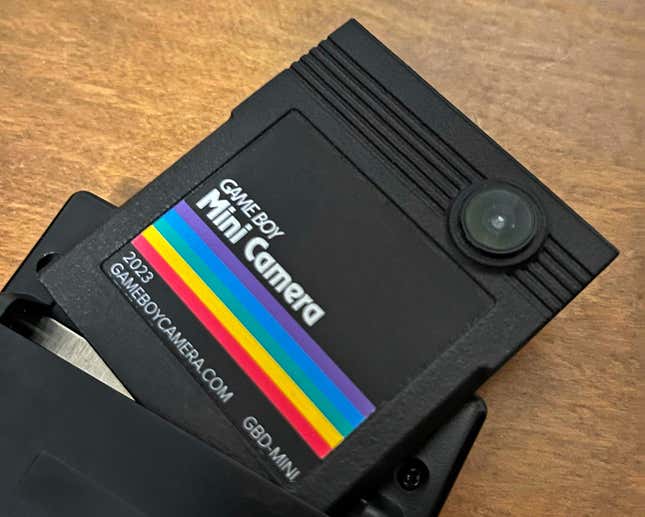 GAME BOY
Mini Camera
2023
GAMEBOYCAMERA.COM
GBD-MINI